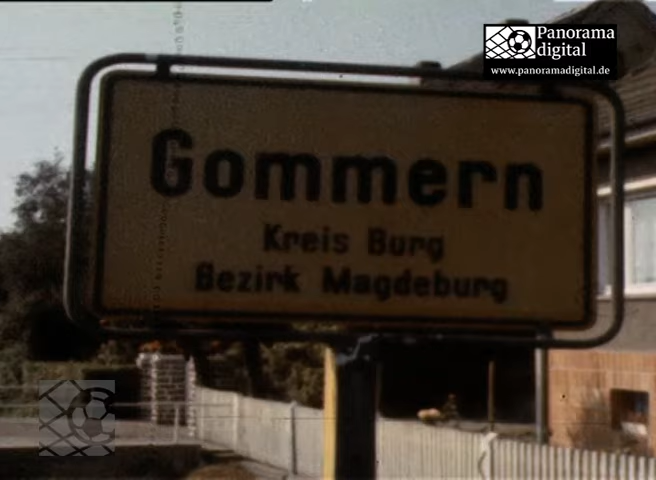 Panorama
digital
www.panoramadigital.de
Gommern
Kreis Burg
Bezirk Magdeburg